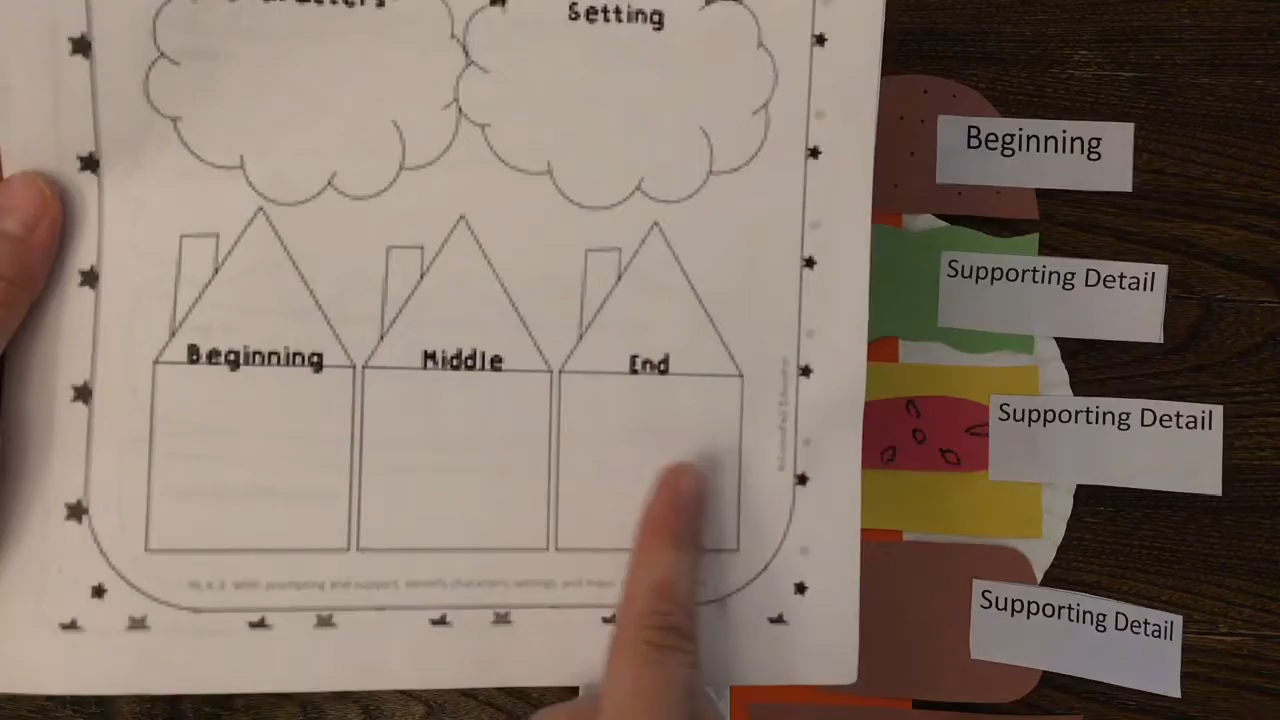 Setting
Beginning
Middle
End
Beginning
Supporting Detail
Supporting Detail
Supporting Detail